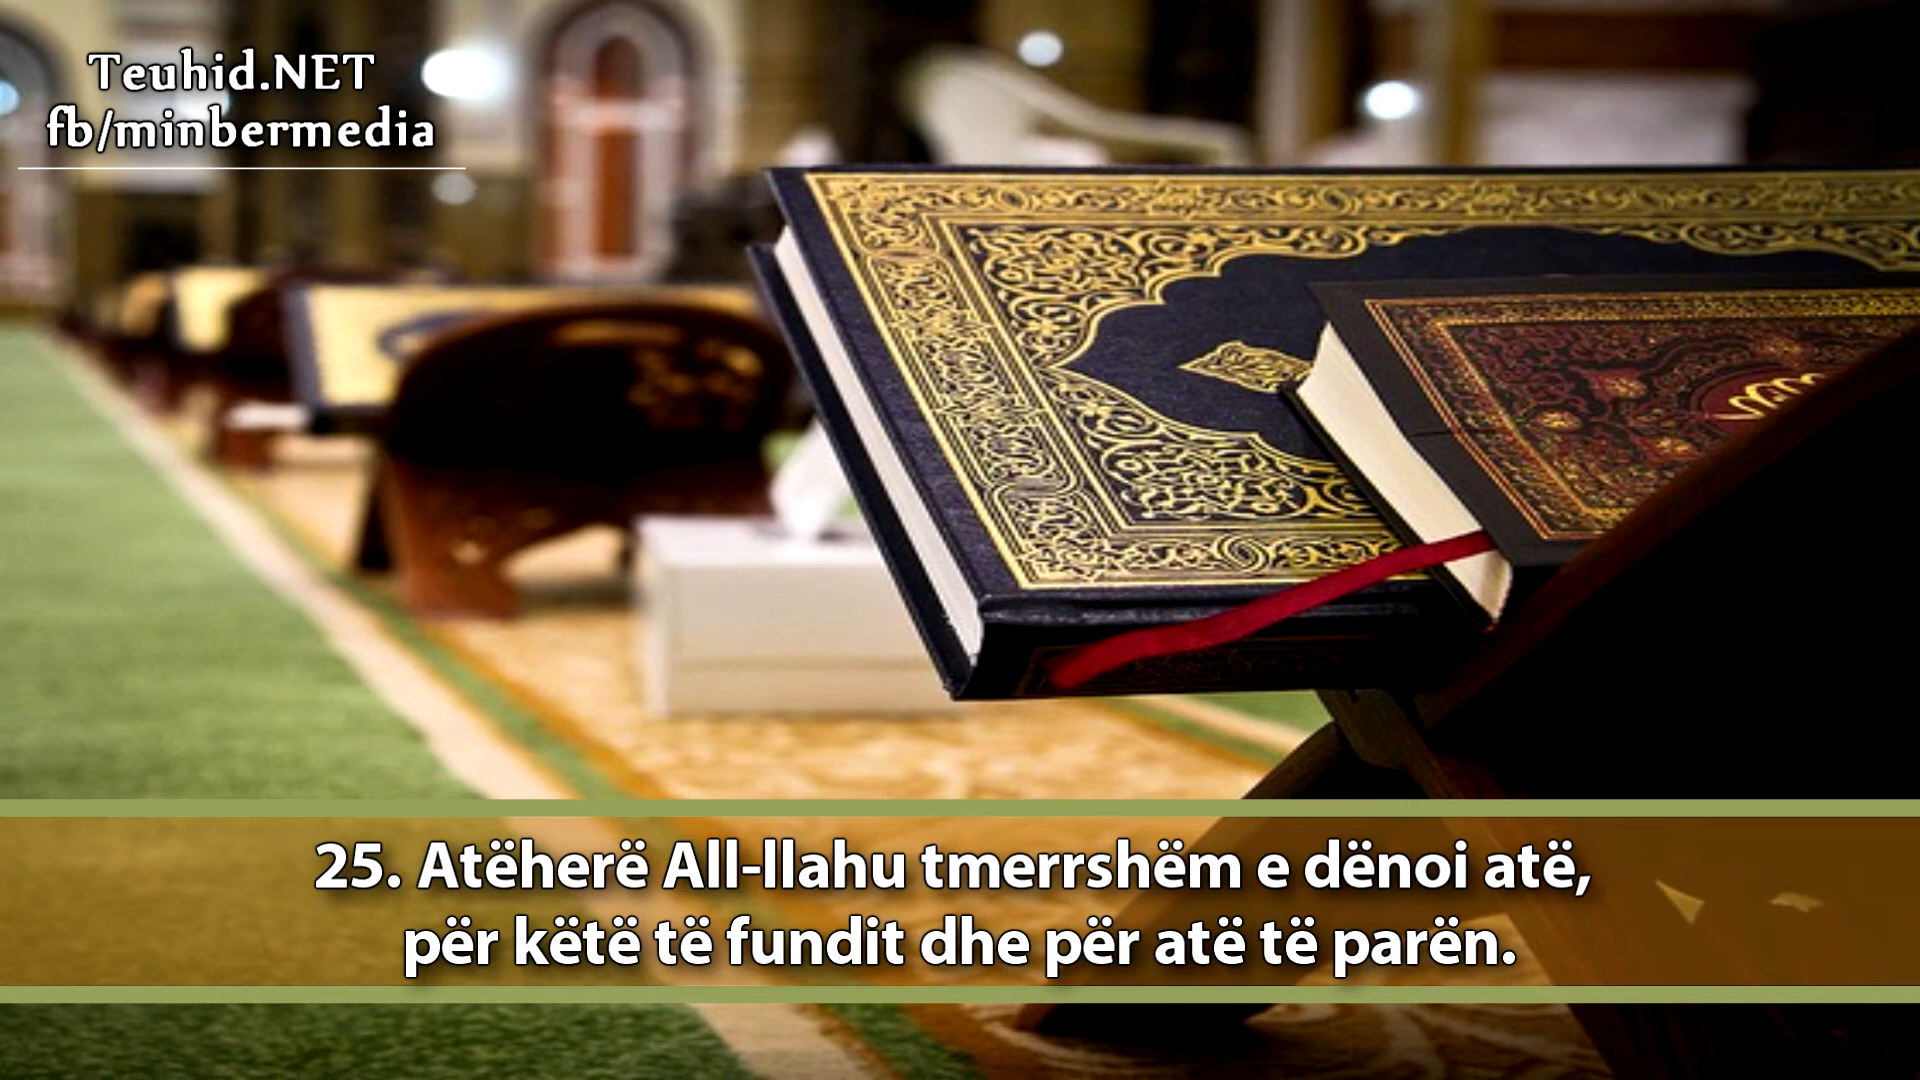 Teuhid.NET
fb/minbermedia
25. Atëherë All-llahu tmerrshëm e dënoi atë,
për këtë të fundit dhe për atë të parën.